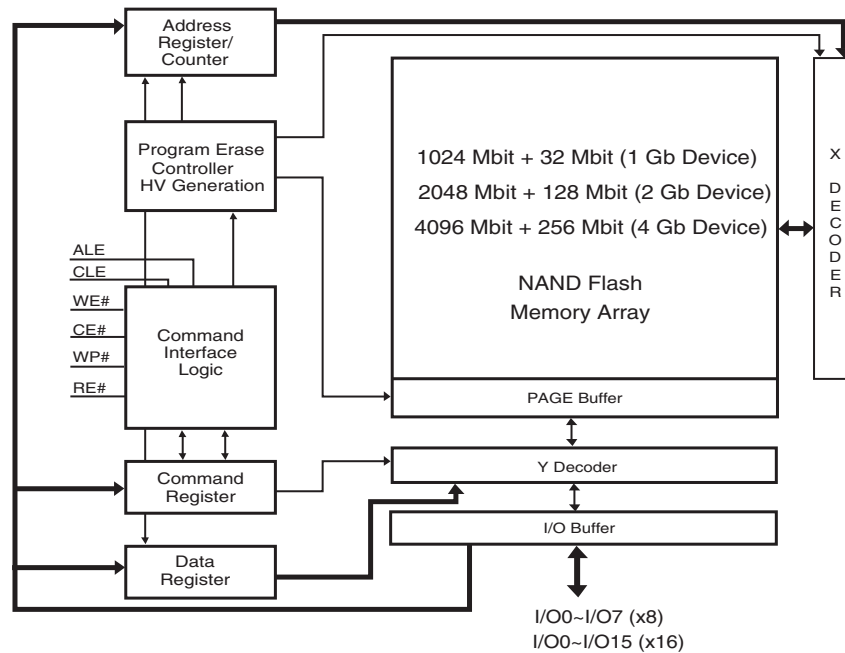 Address
Register/
Counter
Program Erase
Controller
HV Generation
ALE
CLE
WE#
CE#
WP#
RE#
Command
Interface
Logic
Command
Register
Data
Register
1024 Mbit + 32 Mbit (1 Gb Device)
2048 Mbit + 128 Mbit (2 Gb Device)
4096 Mbit + 256 Mbit (4 Gb Device)
NAND Flash
Memory Array
PAGE Buffer
Y Decoder
I/O Buffer
I/O0~I/O7 (x8)
I/O0~I/O15 (x16)
X DECODER